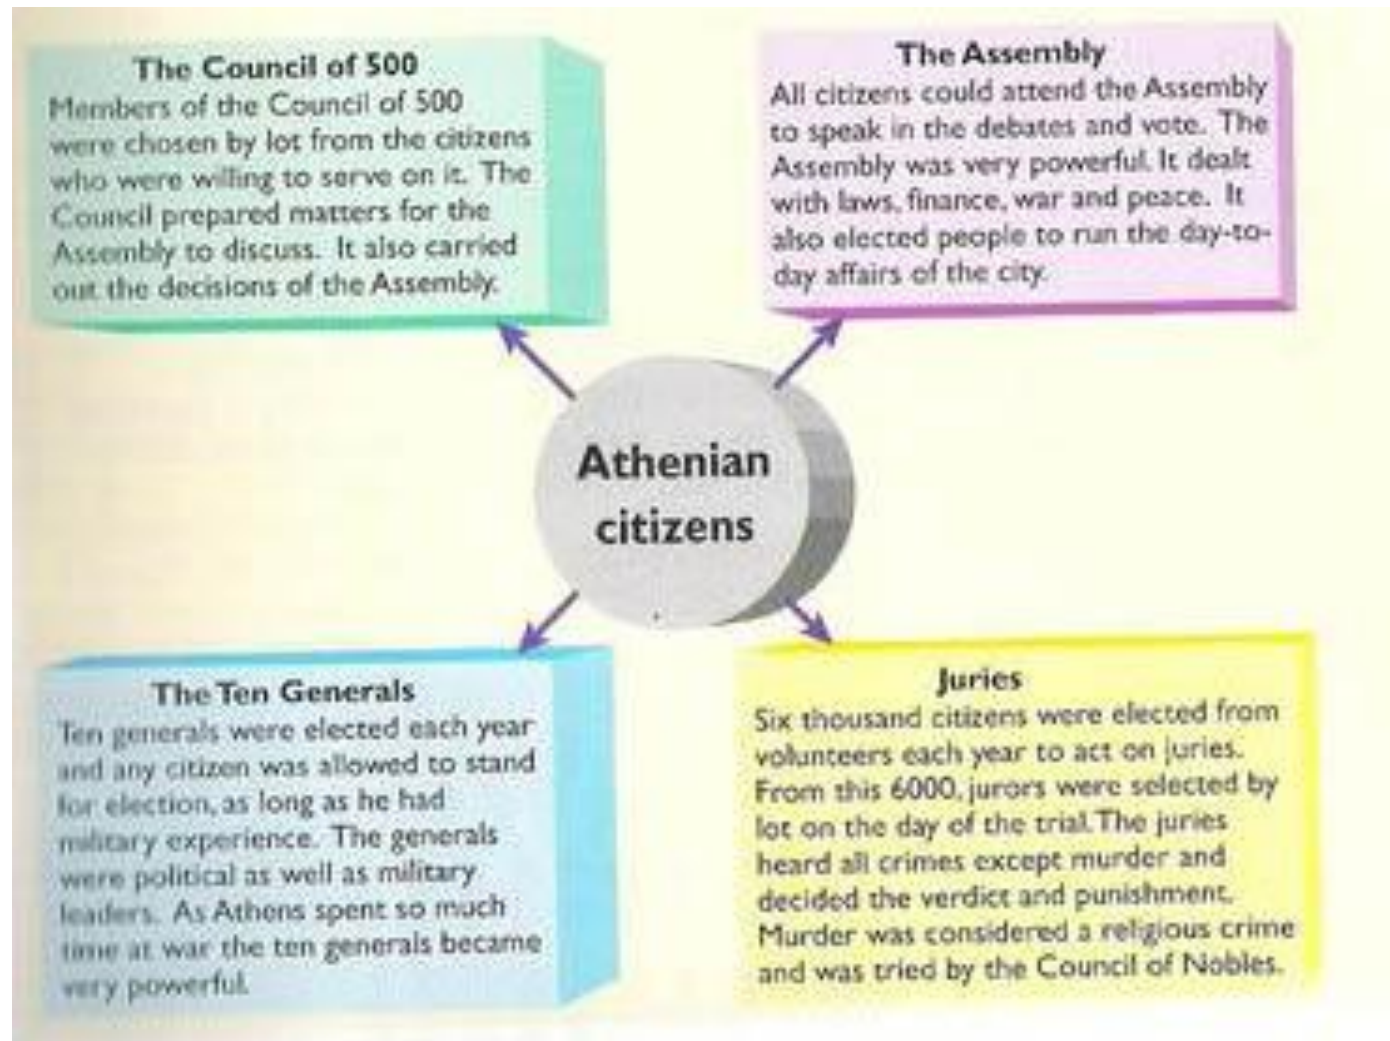 The Council of 500
Members of the Council of 500
were chosen by lot from the citizens
who were willing to serve on it. The
Council prepared matters for the
Assembly to discuss. It also carried
out the decisions of the Assembly.
The Assembly
All citizens could attend the Assembly
to speak in the debates and vote. The
Assembly was very powerful. It dealt
with laws, finance, war and peace. It
also elected people to run the day-to-
day affairs of the city.
Athenian
citizens
The Ten Generals
Ten generals were elected each year
and any citizen was allowed to stand
for election, as long as he had
military experience. The generals
were political as well as military
leaders. As Athens spent so much
time at war the ten generals became
very powerful.
Juries
Six thousand citizens were elected from
volunteers each year to act on juries.
From this 6000, jurors were selected by
lot on the day of the trial. The juries
heard all crimes except murder and
decided the verdict and punishment.
Murder was considered a religious crime
and was tried by the Council of Nobles.